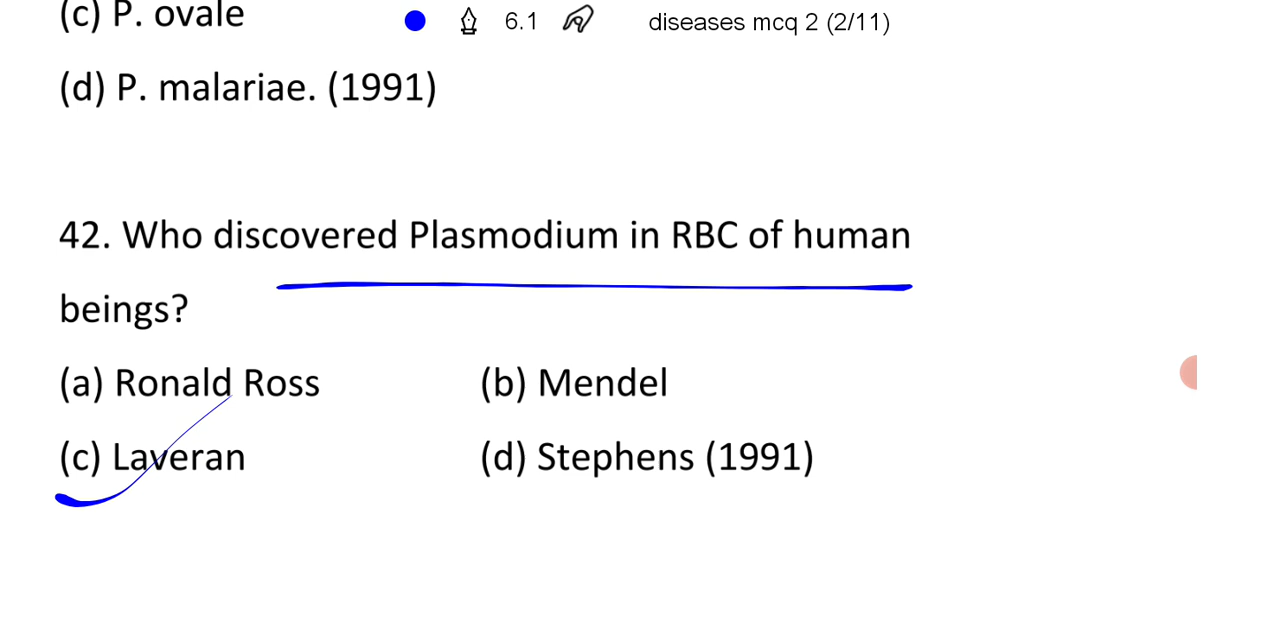 (c) P. ovale
6.1 diseases mcq 2 (2/11)
(d) P. malariae. (1991)
42. Who discovered Plasmodium in RBC of human
beings?
(a) Ronald Ross (b) Mendel
(c) Laveran (d) Stephens (1991)